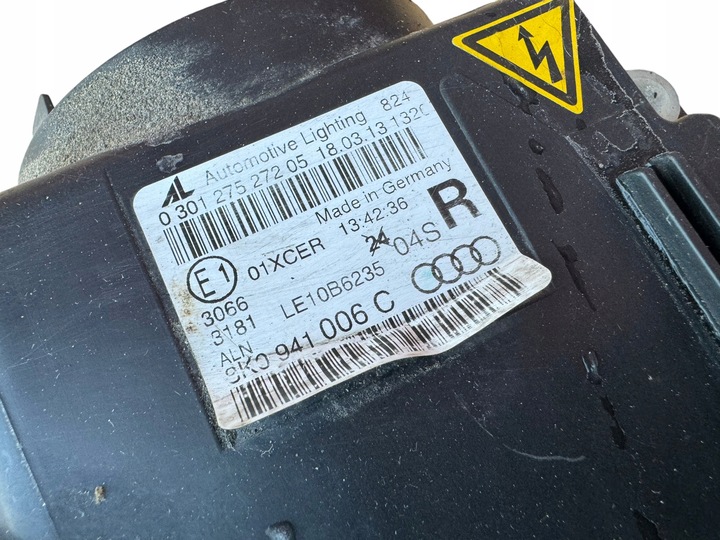 AL Automotive Lighting 824
0 301 275 272 05 18.03.13 1320
Made in Germany
E1 01XCER 13:42:36 R
3066
3181 LE10B6235 24 04S
ALN
8K0 941 006 C